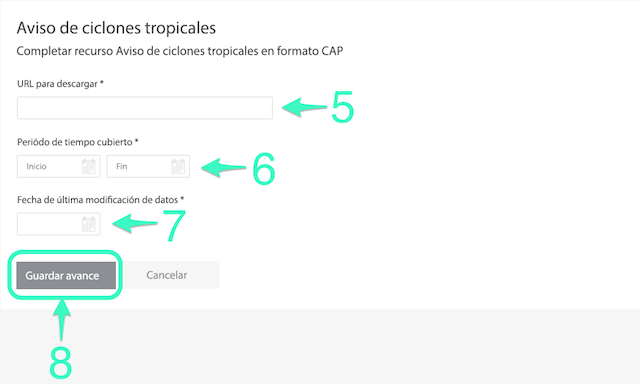 Aviso de ciclones tropicales
Completar recurso Aviso de ciclones tropicales en formato CAP
URL para descargar *
5
Periódo de tiempo cubierto *
Inicio Fin
6
Fecha de última modificación de datos *
7
Guardar avance Cancelar
8